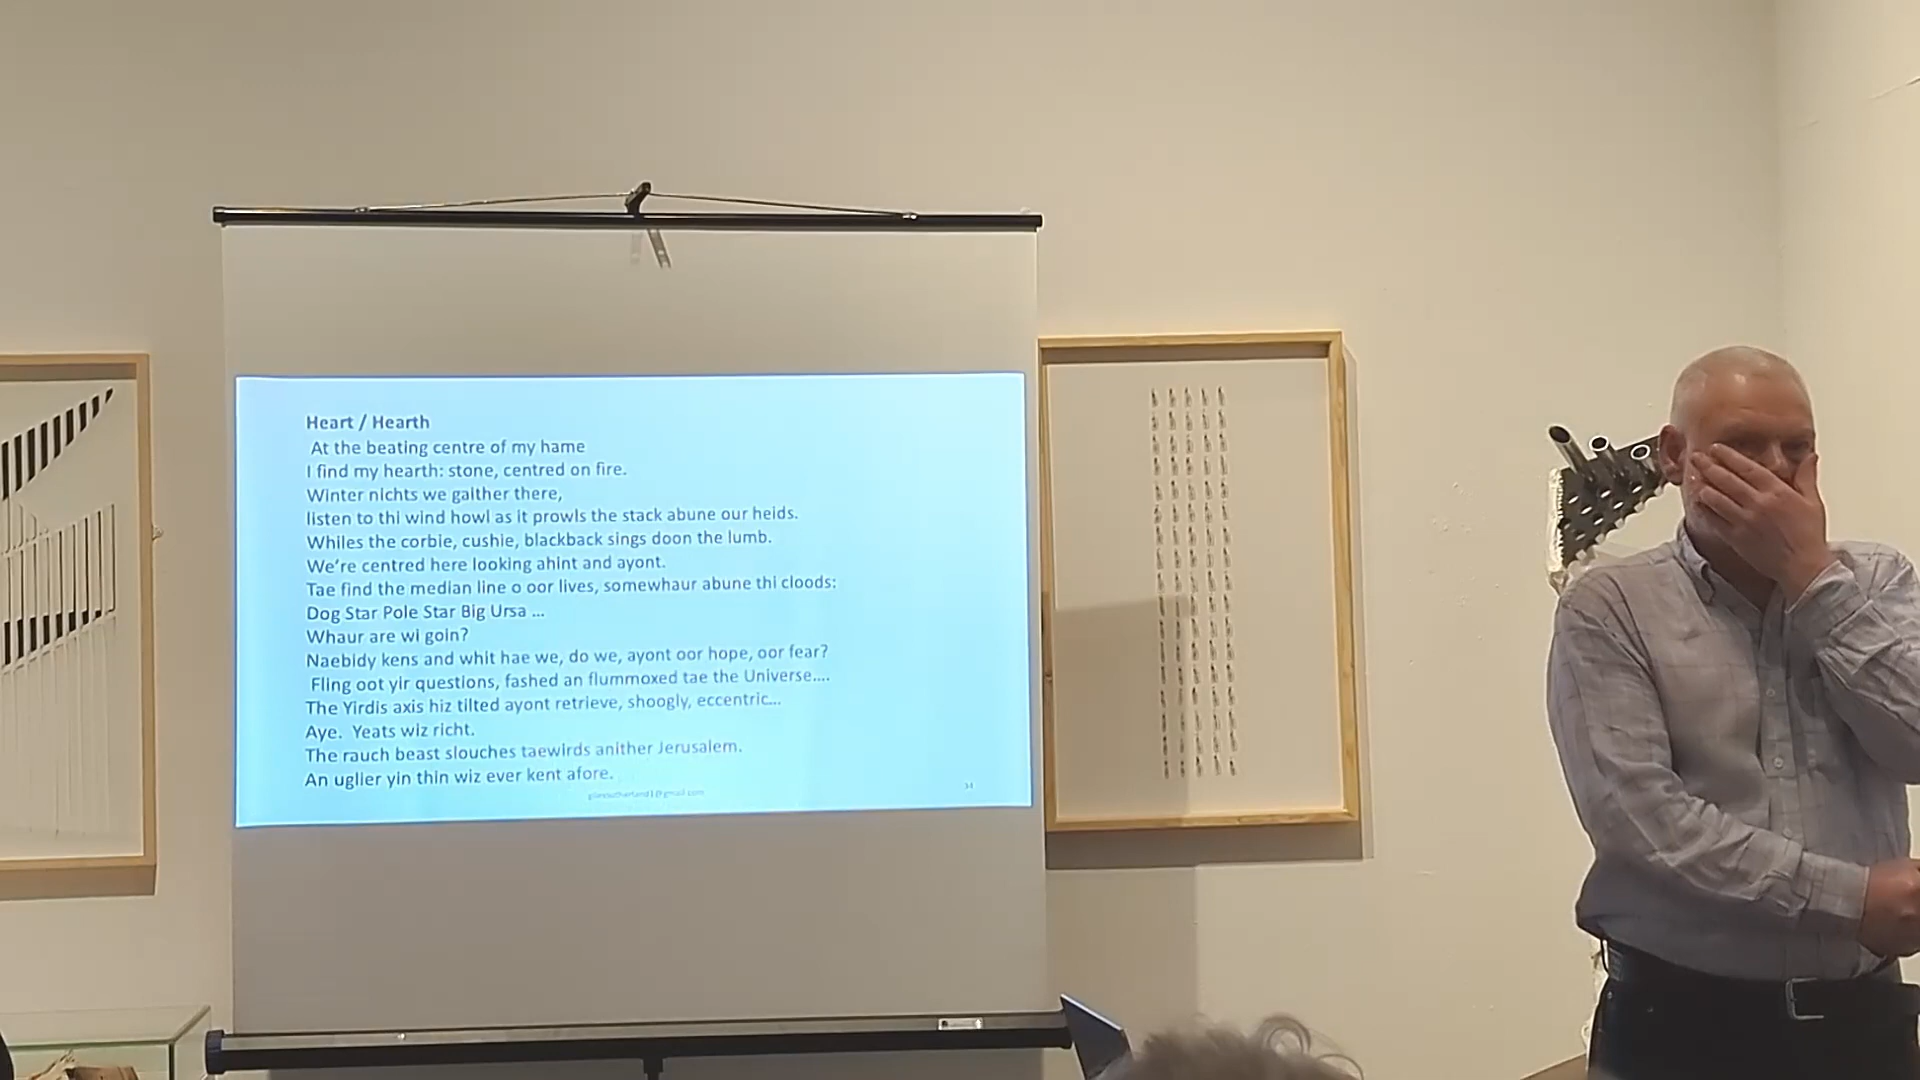 Heart / Hearth
At the beating centre of my hame
I find my hearth: stone, centred on fire.
Winter nichts we gaither there,
listen to thi wind howl as it prowls the stack abune our heids.
Whiles the corbie, cushie, blackback sings doon the lumb.
We're centred here looking ahint and ayont.
Tae find the median line o oor lives, somewhaur abune thi cloods:
Dog Star Pole Star Big Ursa ...
Whaur are wi goin?
Naebidy kens and whit hae we, do we, ayont oor hope, oor fear?
Fling oot yir questions, fashed an flummoxed tae the Universe....
The Yirdis axis hiz tilted ayont retrieve, shoogly, eccentric...
Aye. Yeats wiz richt.
The rauch beast slouches taewirds anither Jerusalem.
An uglier yin thin wiz ever kent afore.
34